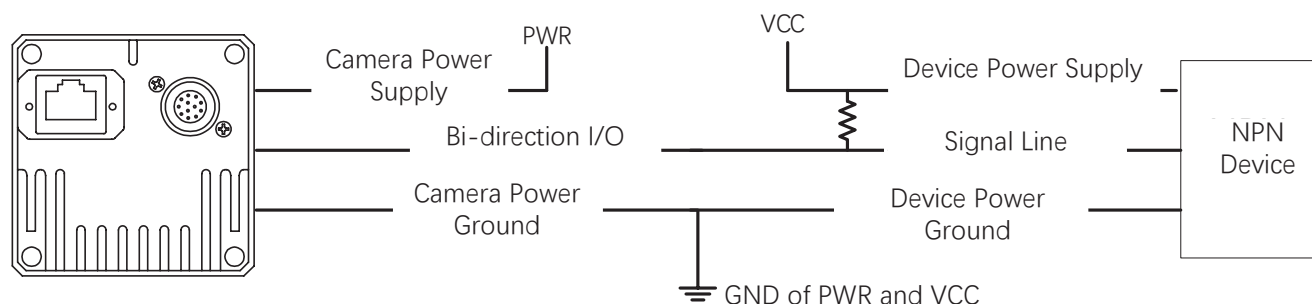 PWR
VCC
Camera Power
Supply
Device Power Supply
Bi-direction I/O
Signal Line
NPN
Device
Camera Power
Ground
Device Power
Ground
GND of PWR and VCC